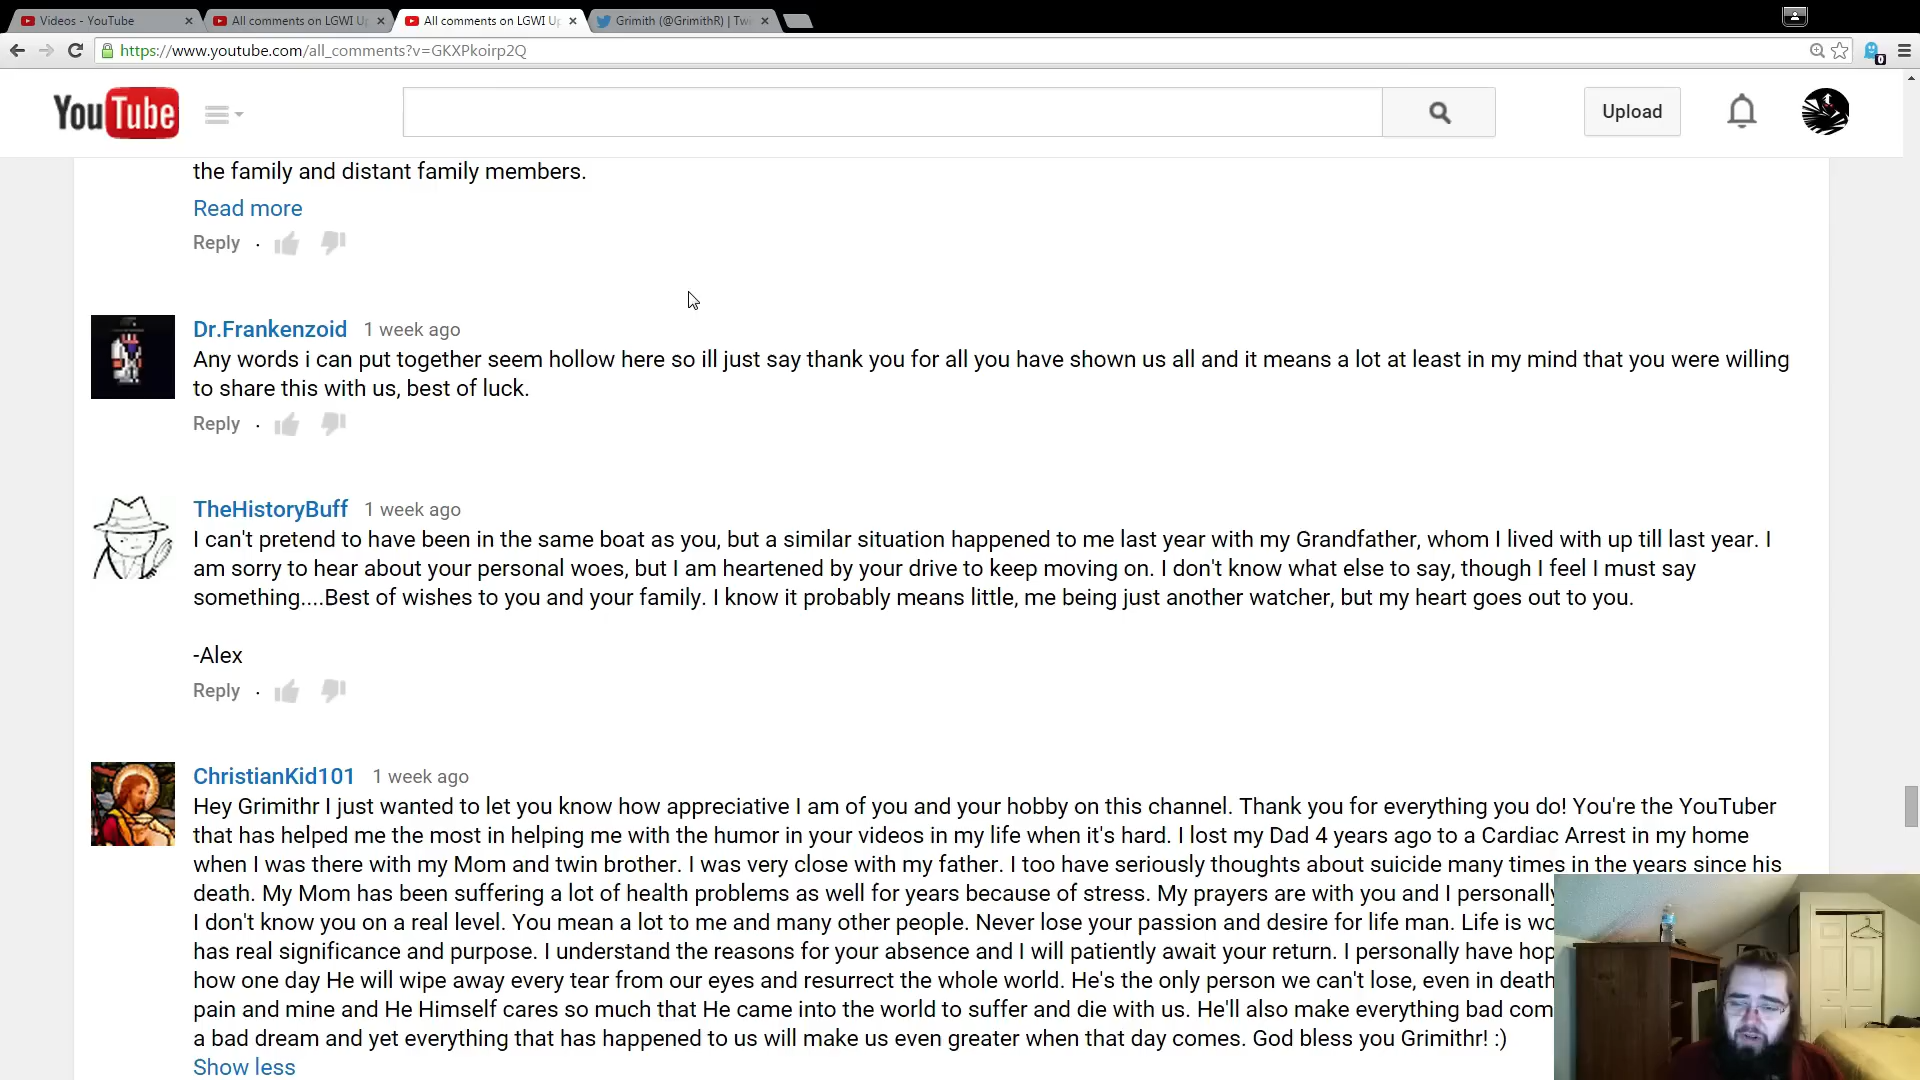 Videos - YouTube
All comments on LGWI Up
All comments on LGWI Up
Grimith (@GrimithR) | Twi
https://www.youtube.com/all_comments?v=GKXPkoirp2Q
0
YouTube
Upload
the family and distant family members.
Read more
Reply ·
Dr.Frankenzoid 1 week ago
Any words i can put together seem hollow here so ill just say thank you for all you have shown us all and it means a lot at least in my mind that you were willing
to share this with us, best of luck.
Reply ·
TheHistoryBuff 1 week ago
I can't pretend to have been in the same boat as you, but a similar situation happened to me last year with my Grandfather, whom I lived with up till last year. I
am sorry to hear about your personal woes, but I am heartened by your drive to keep moving on. I don't know what else to say, though I feel I must say
something....Best of wishes to you and your family. I know it probably means little, me being just another watcher, but my heart goes out to you.
-Alex
Reply ·
ChristianKid101 1 week ago
Hey Grimithr I just wanted to let you know how appreciative I am of you and your hobby on this channel. Thank you for everything you do! You're the YouTuber
that has helped me the most in helping me with the humor in your videos in my life when it's hard. I lost my Dad 4 years ago to a Cardiac Arrest in my home
when I was there with my Mom and twin brother. I was very close with my father. I too have seriously thoughts about suicide many times in the years since his
death. My Mom has been suffering a lot of health problems as well for years because of stress. My prayers are with you and I personally
I don't know you on a real level. You mean a lot to me and many other people. Never lose your passion and desire for life man. Life is wo
has real significance and purpose. I understand the reasons for your absence and I will patiently await your return. I personally have hop
how one day He will wipe away every tear from our eyes and resurrect the whole world. He's the only person we can't lose, even in death
pain and mine and He Himself cares so much that He came into the world to suffer and die with us. He'll also make everything bad com
a bad dream and yet everything that has happened to us will make us even greater when that day comes. God bless you Grimithr! :)
Show less